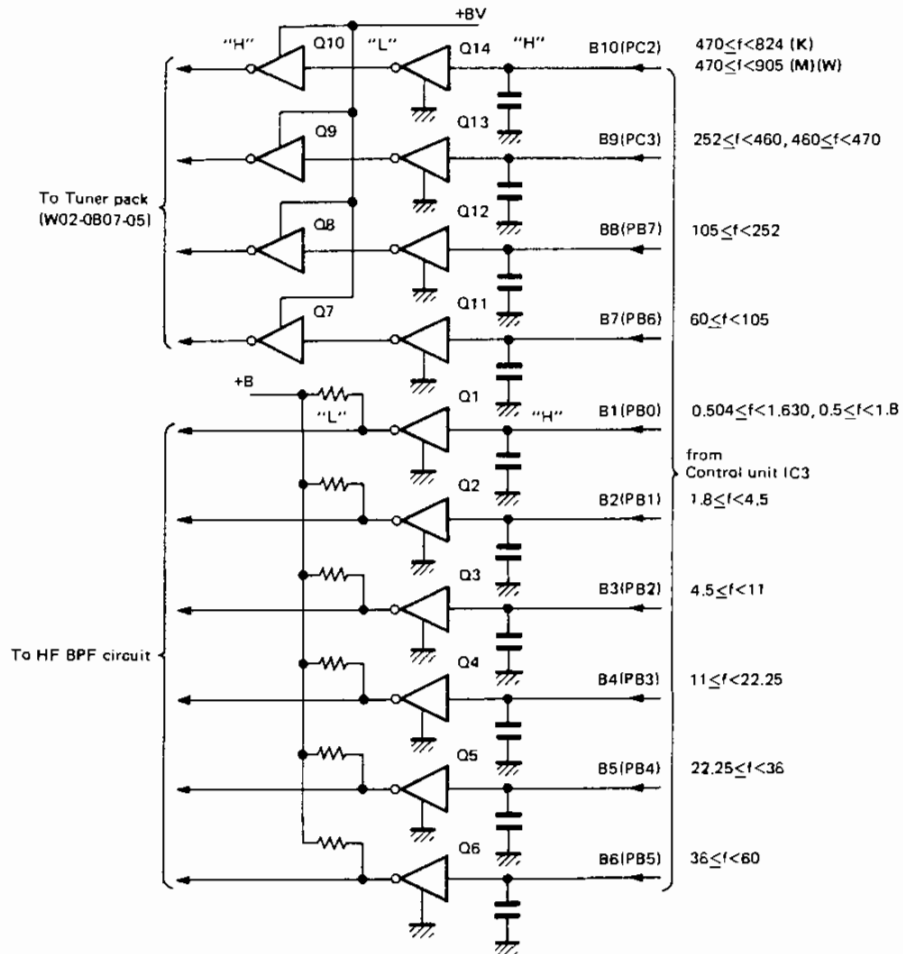 +BV
"H" Q10 "L" Q14 "H" B10(PC2) 470≤f<824 (K)
470≤f<905 (M)(W)
Q9 Q13 B9(PC3) 252≤f<460, 460≤f<470
To Tuner pack
(W02-0807-05)
Q8 Q12 B8(PB7) 105≤f<252
Q7 Q11 B7(PB6) 60≤f<105
+B "L" Q1 "H" B1(PB0) 0.504≤f<1.630, 0.5≤f<1.8
from
Control unit IC3
Q2 B2(PB1) 1.8≤f<4.5
Q3 B3(PB2) 4.5≤f<11
To HF BPF circuit
Q4 B4(PB3) 11≤f<22.25
Q5 B5(PB4) 22.25≤f<36
Q6 B6(PB5) 36≤f<60